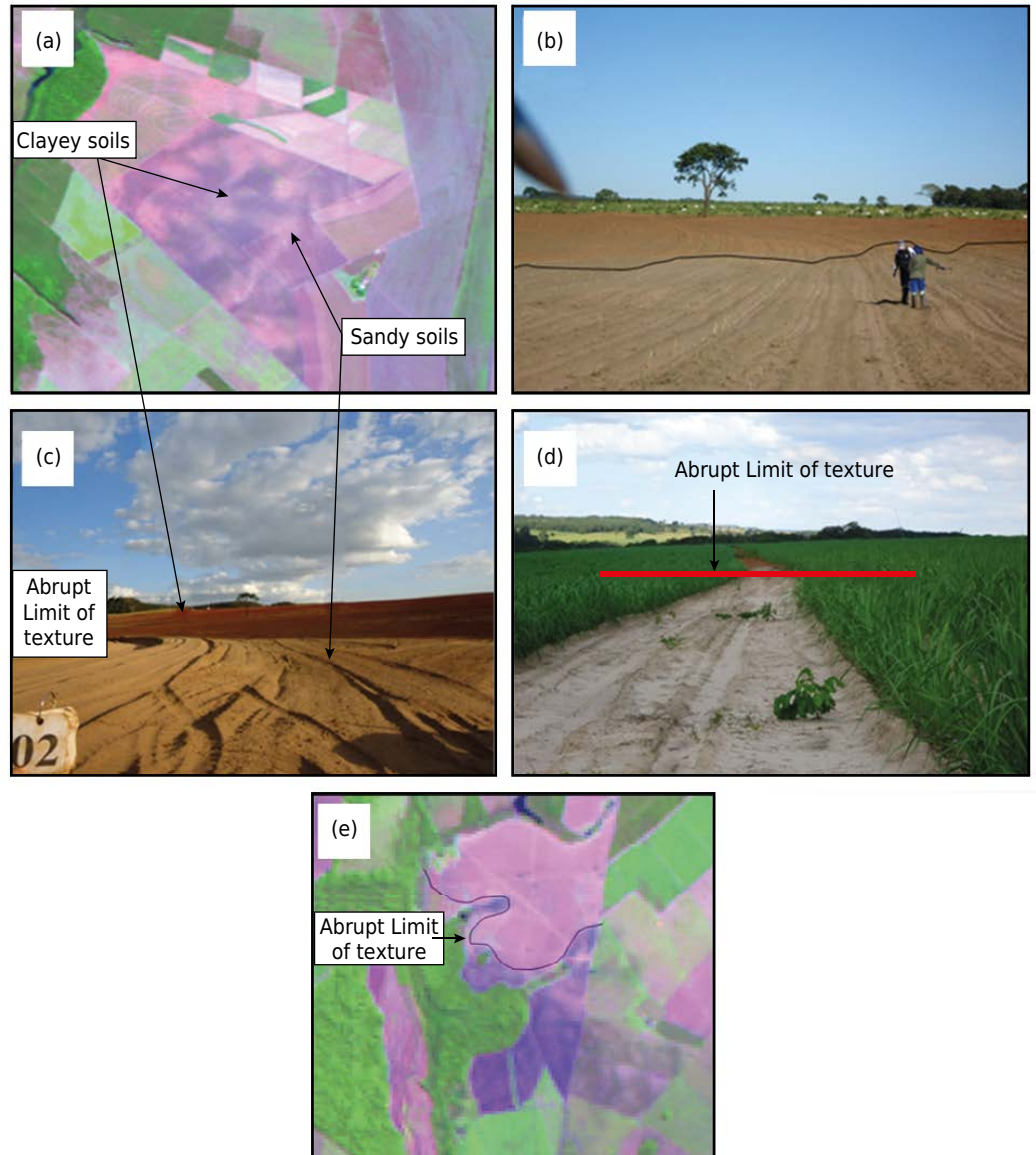 (a)
Clayey soils
Sandy soils
(b)
(c)
Abrupt
Limit of
texture
02
(d)
Abrupt Limit of texture
(e)
Abrupt Limit
of texture